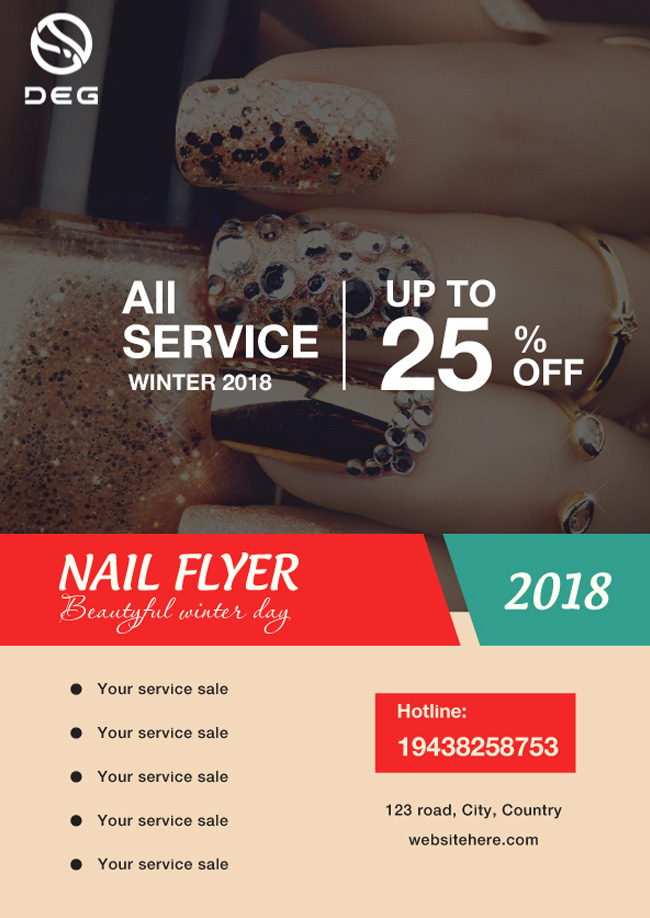 DEG
All
SERVICE
WINTER 2018
UP TO
25 % OFF
NAIL FLYER
Beautyful winter day
2018
Your service sale
Your service sale
Your service sale
Your service sale
Your service sale
Hotline:
19438258753
123 road, City, Country
websitehere.com